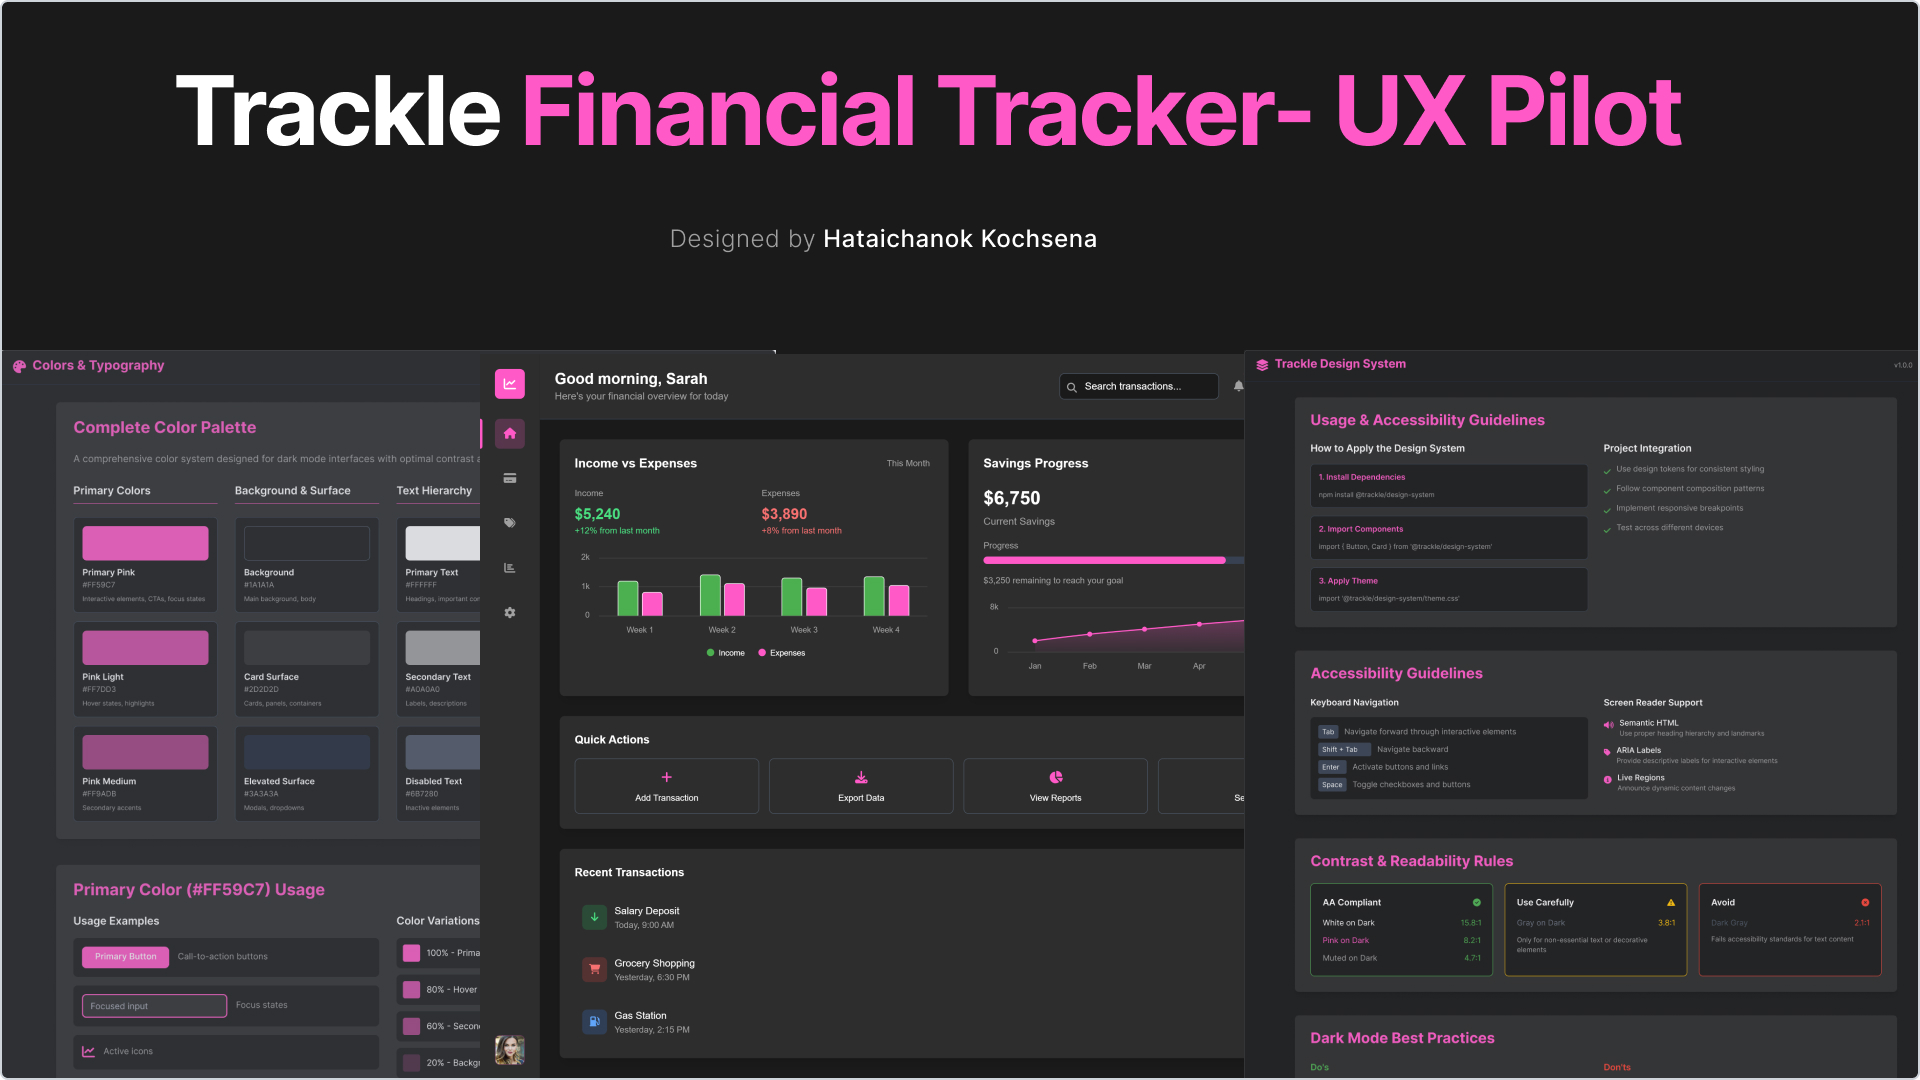 Trackle Financial Tracker- UX Pilot
Designed by Hataichanok Kochsena
Colors & Typography
Complete Color Palette
A comprehensive color system designed for dark mode interfaces with optimal contrast
Primary Colors
Background & Surface
Text Hierarchy
Primary Pink
#FF59C7
Interactive elements, CTAs, focus states
Background
#1A1A1A
Main background, body
Primary Text
#FFFFFF
Headings, important
Pink Light
#FF7DD3
Hover states, highlights
Card Surface
#2D2D2D
Cards, panels, containers
Secondary Text
#A0A0A0
Labels, descriptions
Pink Medium
#FF9ADB
Secondary accents
Elevated Surface
#3A3A3A
Modals, dropdowns
Disabled Text
#6B7280
Inactive elements
Primary Color (#FF59C7) Usage
Usage Examples
Color Variations
Primary Button
Call-to-action buttons
Focused input
Focus states
Active icons
100% - Prima
80% - Hover
60% - Secon
20% - Backg
Good morning, Sarah
Here's your financial overview for today
Search transactions...
Income vs Expenses
This Month
Income
$5,240
+12% from last month
Expenses
$3,890
+8% from last month
2k
1k
0
Week 1
Week 2
Week 3
Week 4
Income
Expenses
Savings Progress
$6,750
Current Savings
Progress
$3,250 remaining to reach your goal
8k
0
Jan
Feb
Mar
Apr
Quick Actions
Add Transaction
Export Data
View Reports
Se
Recent Transactions
Salary Deposit
Today, 9:00 AM
Grocery Shopping
Yesterday, 6:30 PM
Gas Station
Yesterday, 2:15 PM
Trackle Design System
v1.0.0
Usage & Accessibility Guidelines
How to Apply the Design System
1. Install Dependencies
npm install @trackle/design-system
2. Import Components
import { Button, Card } from '@trackle/design-system'
3. Apply Theme
import '@trackle/design-system/theme.css'
Project Integration
Use design tokens for consistent styling
Follow component composition patterns
Implement responsive breakpoints
Test across different devices
Accessibility Guidelines
Keyboard Navigation
Tab Navigate forward through interactive elements
Shift + Tab Navigate backward
Enter Activate buttons and links
Space Toggle checkboxes and buttons
Screen Reader Support
Semantic HTML
Use proper heading hierarchy and landmarks
ARIA Labels
Provide descriptive labels for interactive elements
Live Regions
Announce dynamic content changes
Contrast & Readability Rules
AA Compliant
White on Dark 15.8:1
Pink on Dark 8.2:1
Muted on Dark 4.7:1
Use Carefully
Gray on Dark 3.8:1
Only for non-essential text or decorative
elements
Avoid
Dark Gray 2.1:1
Fails accessibility standards for text content
Dark Mode Best Practices
Do's
Don'ts